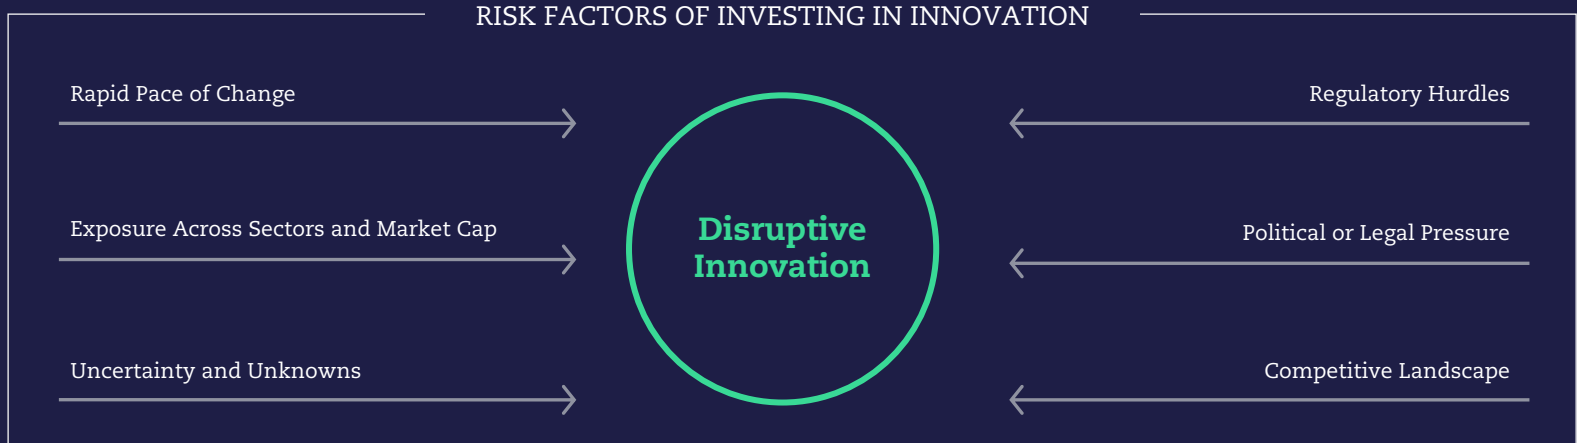 RISK FACTORS OF INVESTING IN INNOVATION
Rapid Pace of Change
Regulatory Hurdles
Exposure Across Sectors and Market Cap
Disruptive
Innovation
Political or Legal Pressure
Uncertainty and Unknowns
Competitive Landscape